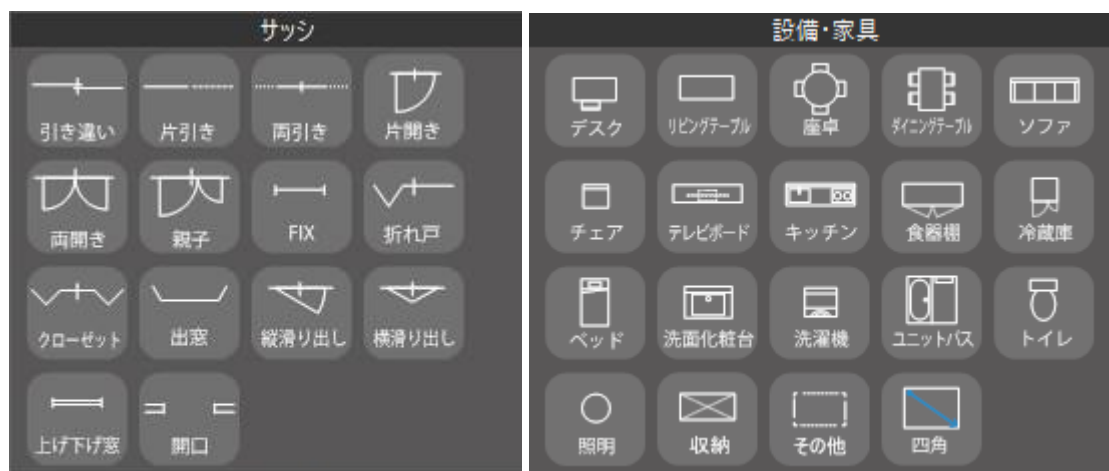 サッシ
引き違い
片引き
両引き
片開き
両開き
親子
FIX
折れ戸
クローゼット
出窓
縦滑り出し
横滑り出し
上げ下げ窓
開口
設備・家具
デスク
リビングテーブル
座卓
ダイニングテーブル
ソファ
チェア
テレビボード
キッチン
食器棚
冷蔵庫
ベッド
洗面化粧台
洗濯機
ユニットバス
トイレ
照明
収納
その他
四角